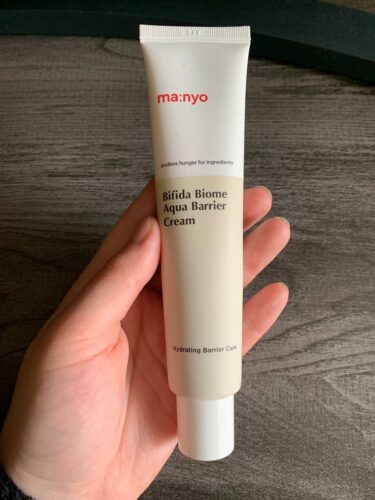 ma:nyo
endless hunger for ingredients
Bifida Biome
Aqua Barrier
Cream
Hydrating Barrier Care